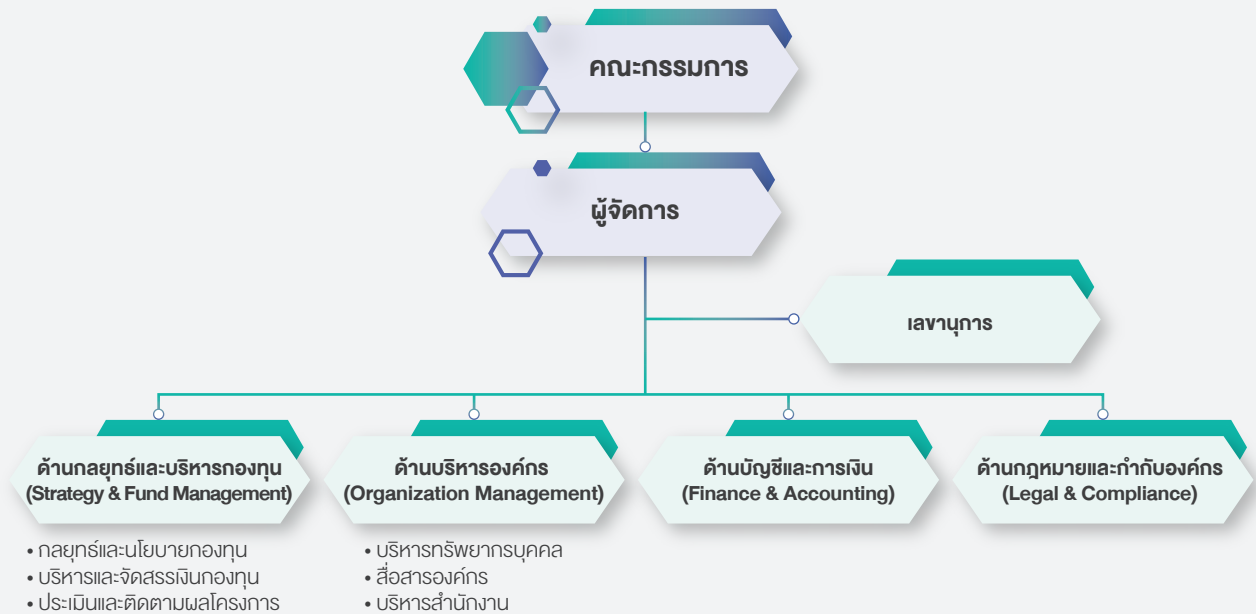 คณะกรรมการ
ผู้จัดการ
เลขานุการ
ด้านกลยุทธ์และบริหารกองทุน
(Strategy & Fund Management)
• กลยุทธ์และนโยบายกองทุน
• บริหารและจัดสรรเงินกองทุน
• ประเมินและติดตามผลโครงการ
ด้านบริหารองค์กร
(Organization Management)
• บริหารทรัพยากรบุคคล
• สื่อสารองค์กร
• บริหารสำนักงาน
ด้านบัญชีและการเงิน
(Finance & Accounting)
ด้านกฎหมายและกำกับองค์กร
(Legal & Compliance)